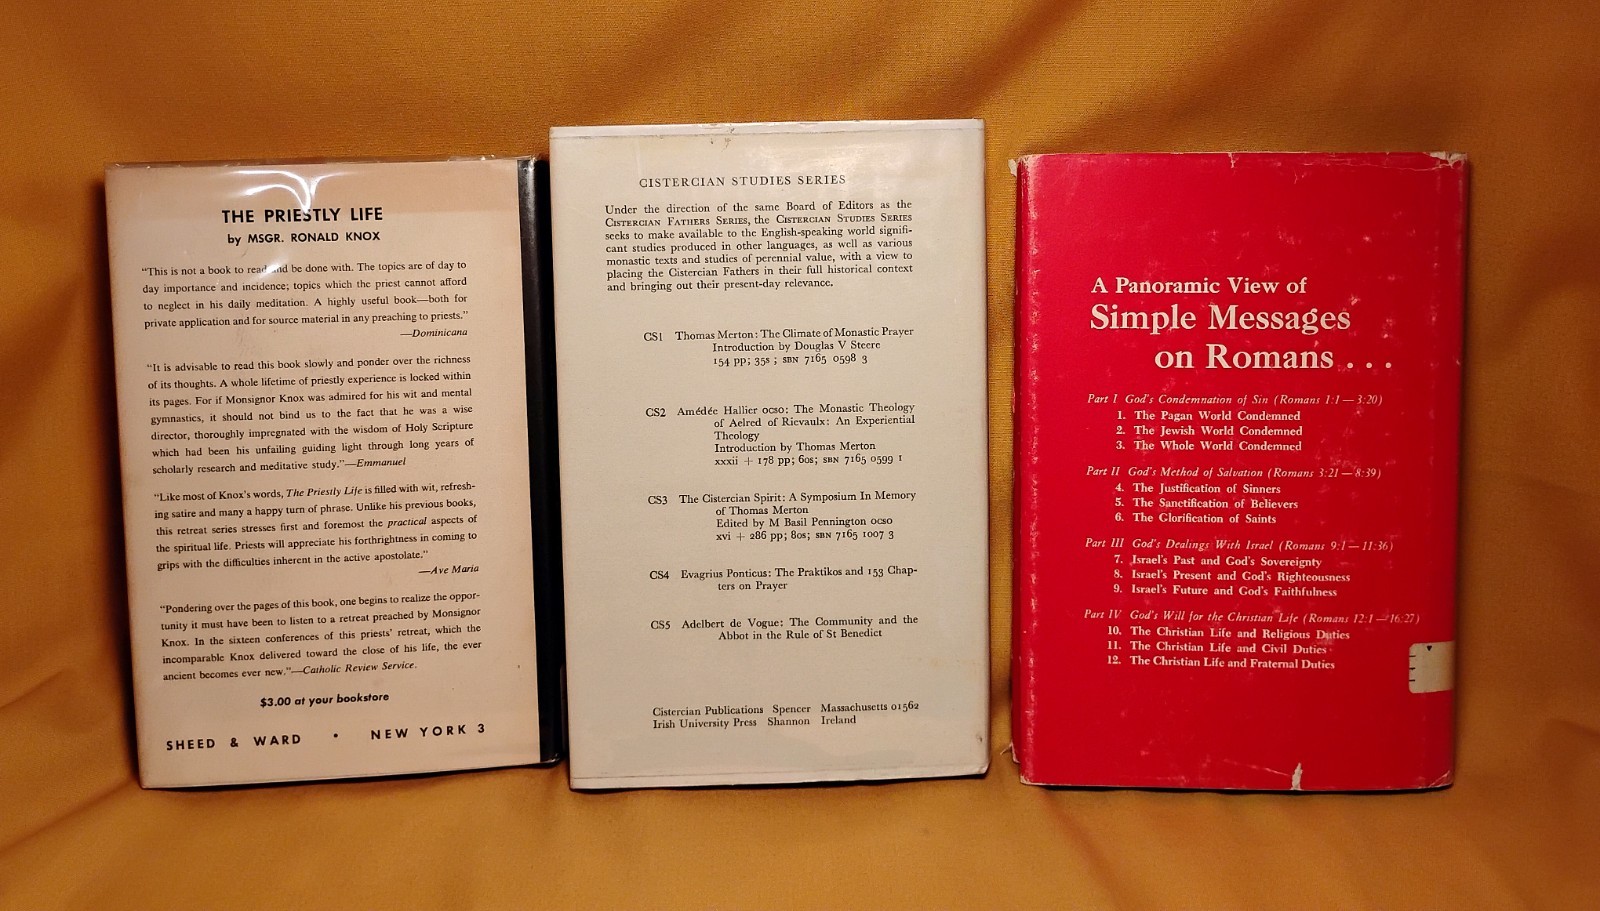 THE PRIESTLY LIFE
by MSGR. RONALD KNOX
“This is not a book to read and be done with. The topics are of day to
day importance and incidence; topics which the priest cannot afford
to neglect in his daily meditation. A highly useful book—both for
private application and for source material in any preaching to priests.”
—Dominicana
“It is advisable to read this book slowly and ponder over the richness
of its thoughts. A whole lifetime of priestly experience is locked within
its pages. For if Monsignor Knox was admired for his wit and mental
gymnastics, it should not bind us to the fact that he was a wise
director, thoroughly impregnated with the wisdom of Holy Scripture
which had been his unfailing guiding light through long years of
scholarly research and meditative study.”—Emmanuel
“Like most of Knox's words, The Priestly Life is filled with wit, refresh-
ing satire and many a happy turn of phrase. Unlike his previous books,
this retreat series stresses first and foremost the practical aspects of
the spiritual life. Priests will appreciate his forthrightness in coming to
grips with the difficulties inherent in the active apostolate.”
—Ave Maria
“Pondering over the pages of this book, one begins to realize the oppor-
tunity it must have been to listen to a retreat preached by Monsignor
Knox. In the sixteen conferences of this priests' retreat, which the
incomparable Knox delivered toward the close of his life, the ever
ancient becomes ever new.”—Catholic Review Service.
$3.00 at your bookstore
SHEED & WARD • NEW YORK 3
CISTERCIAN STUDIES SERIES
Under the direction of the same Board of Editors as the
CISTERCIAN FATHERS SERIES, the CISTERCIAN STUDIES SERIES
seeks to make available to the English-speaking world signifi-
cant studies produced in other languages, as well as various
monastic texts and studies of perennial value, with a view to
placing the Cistercian Fathers in their full historical context
and bringing out their present-day relevance.
CS1 Thomas Merton: The Climate of Monastic Prayer
Introduction by Douglas V Steere
154 pp; 35s ; SBN 7165 0598 3
CS2 Amédée Hallier OCSO: The Monastic Theology
of Aelred of Rievaulx: An Experiential
Theology
Introduction by Thomas Merton
xxxii + 178 pp; 60s; SBN 7165 0599 1
CS3 The Cistercian Spirit: A Symposium In Memory
of Thomas Merton
Edited by M Basil Pennington OCSO
xvi + 286 pp; 80s; SBN 7165 1007 3
CS4 Evagrius Ponticus: The Praktikos and 153 Chap-
ters on Prayer
CS5 Adelbert de Vogue: The Community and the
Abbot in the Rule of St Benedict
Cistercian Publications Spencer Massachusetts 01562
Irish University Press Shannon Ireland
A Panoramic View of
Simple Messages
on Romans . . .
Part I God's Condemnation of Sin (Romans 1:1—3:20)
1. The Pagan World Condemned
2. The Jewish World Condemned
3. The Whole World Condemned
Part II God's Method of Salvation (Romans 3:21—8:39)
4. The Justification of Sinners
5. The Sanctification of Believers
6. The Glorification of Saints
Part III God's Dealings With Israel (Romans 9:1—11:36)
7. Israel's Past and God's Sovereignty
8. Israel's Present and God's Righteousness
9. Israel's Future and God's Faithfulness
Part IV God's Will for the Christian Life (Romans 12:1—16:27)
10. The Christian Life and Religious Duties
11. The Christian Life and Civil Duties
12. The Christian Life and Fraternal Duties